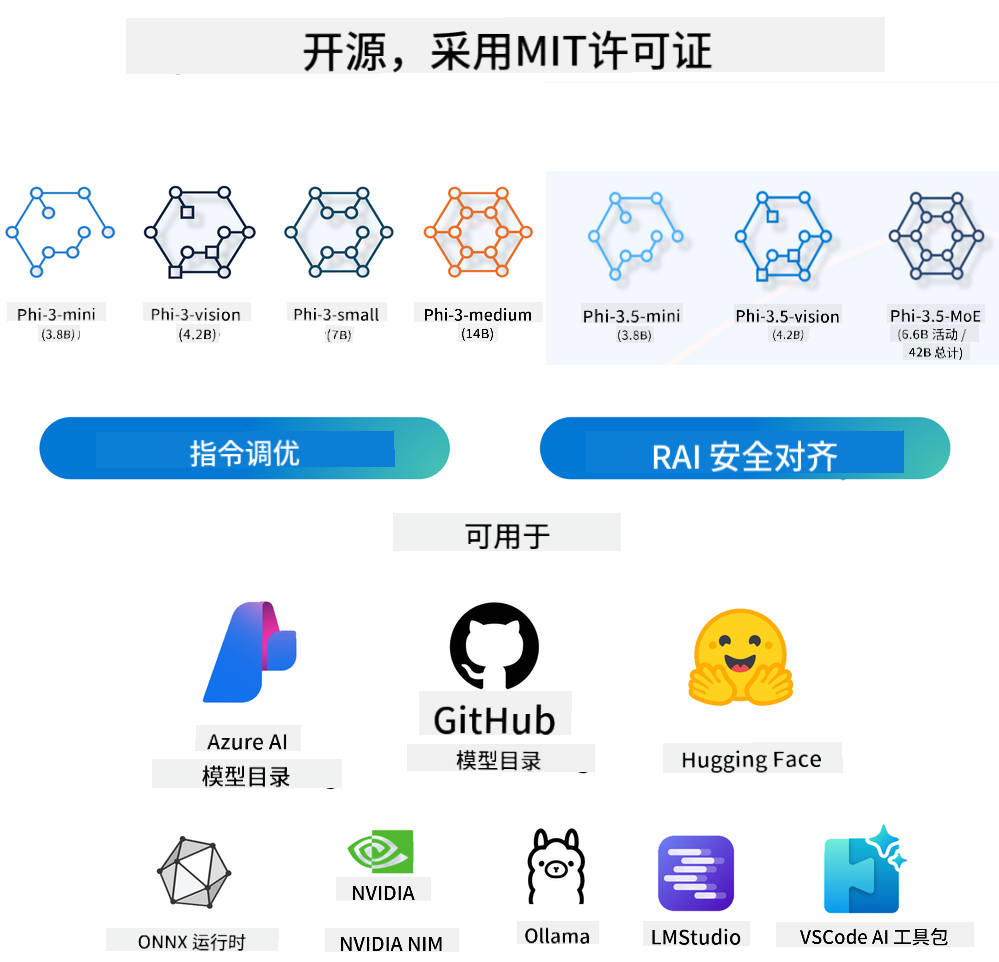 开源，采用MIT许可证
Phi-3-mini
(3.8B)
Phi-3-vision
(4.2B)
Phi-3-small
(7B)
Phi-3-medium
(14B)
Phi-3.5-mini
(3.8B)
Phi-3.5-vision
(4.2B)
Phi-3.5-MoE
(6.6B 活动 /
42B 总计)
指令调优
RAI 安全对齐
可用于
Azure AI
模型目录
GitHub
模型目录
Hugging Face
ONNX 运行时
NVIDIA
NVIDIA NIM
Ollama
LMStudio
VSCode AI 工具包